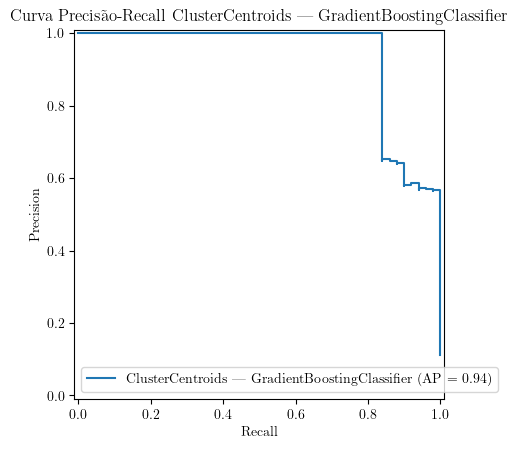 Curva Precisão-Recall ClusterCentroids — GradientBoostingClassifier
1.0
0.8
0.6
0.4
0.2
0.0
Precision
ClusterCentroids — GradientBoostingClassifier (AP = 0.94)
0.0 0.2 0.4 0.6 0.8 1.0
Recall